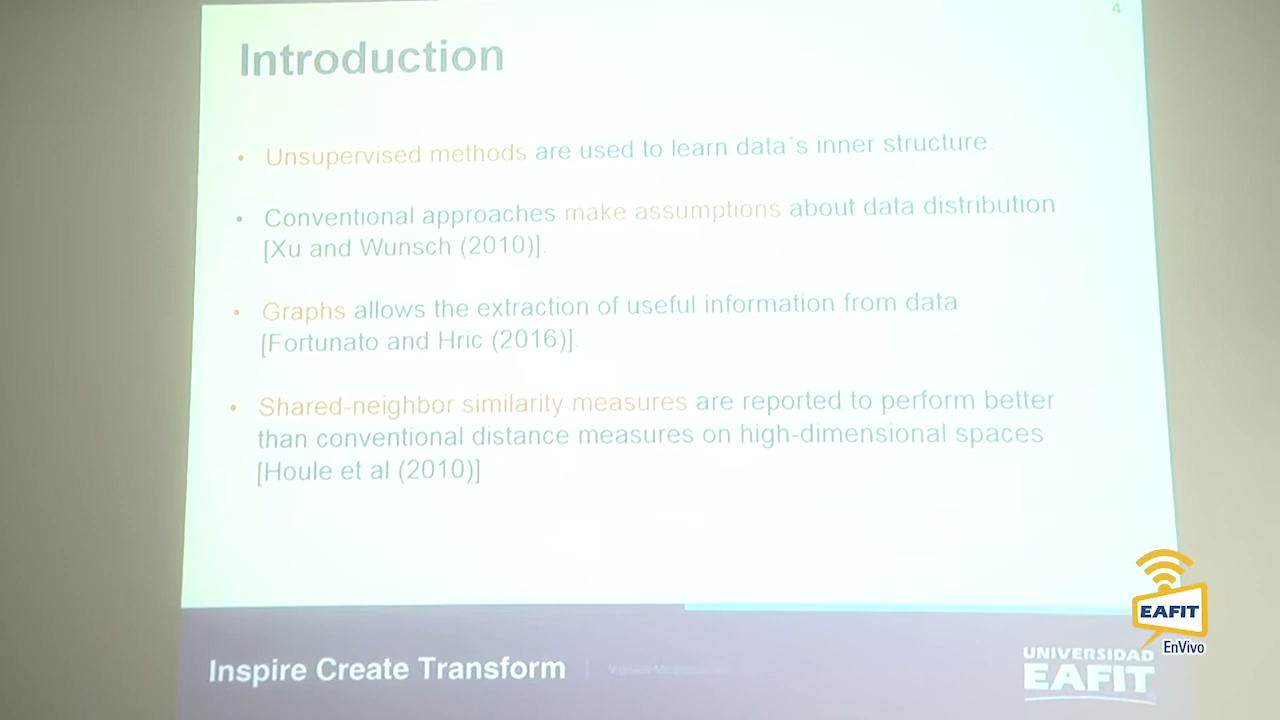 4
Introduction
• Unsupervised methods are used to learn data´s inner structure.
• Conventional approaches make assumptions about data distribution
[Xu and Wunsch (2010)].
• Graphs allows the extraction of useful information from data
[Fortunato and Hric (2016)].
• Shared-neighbor similarity measures are reported to perform better
than conventional distance measures on high-dimensional spaces
[Houle et al (2010)]
Inspire Create Transform
UNIVERSIDAD
EAFIT
EAFIT
EnVivo